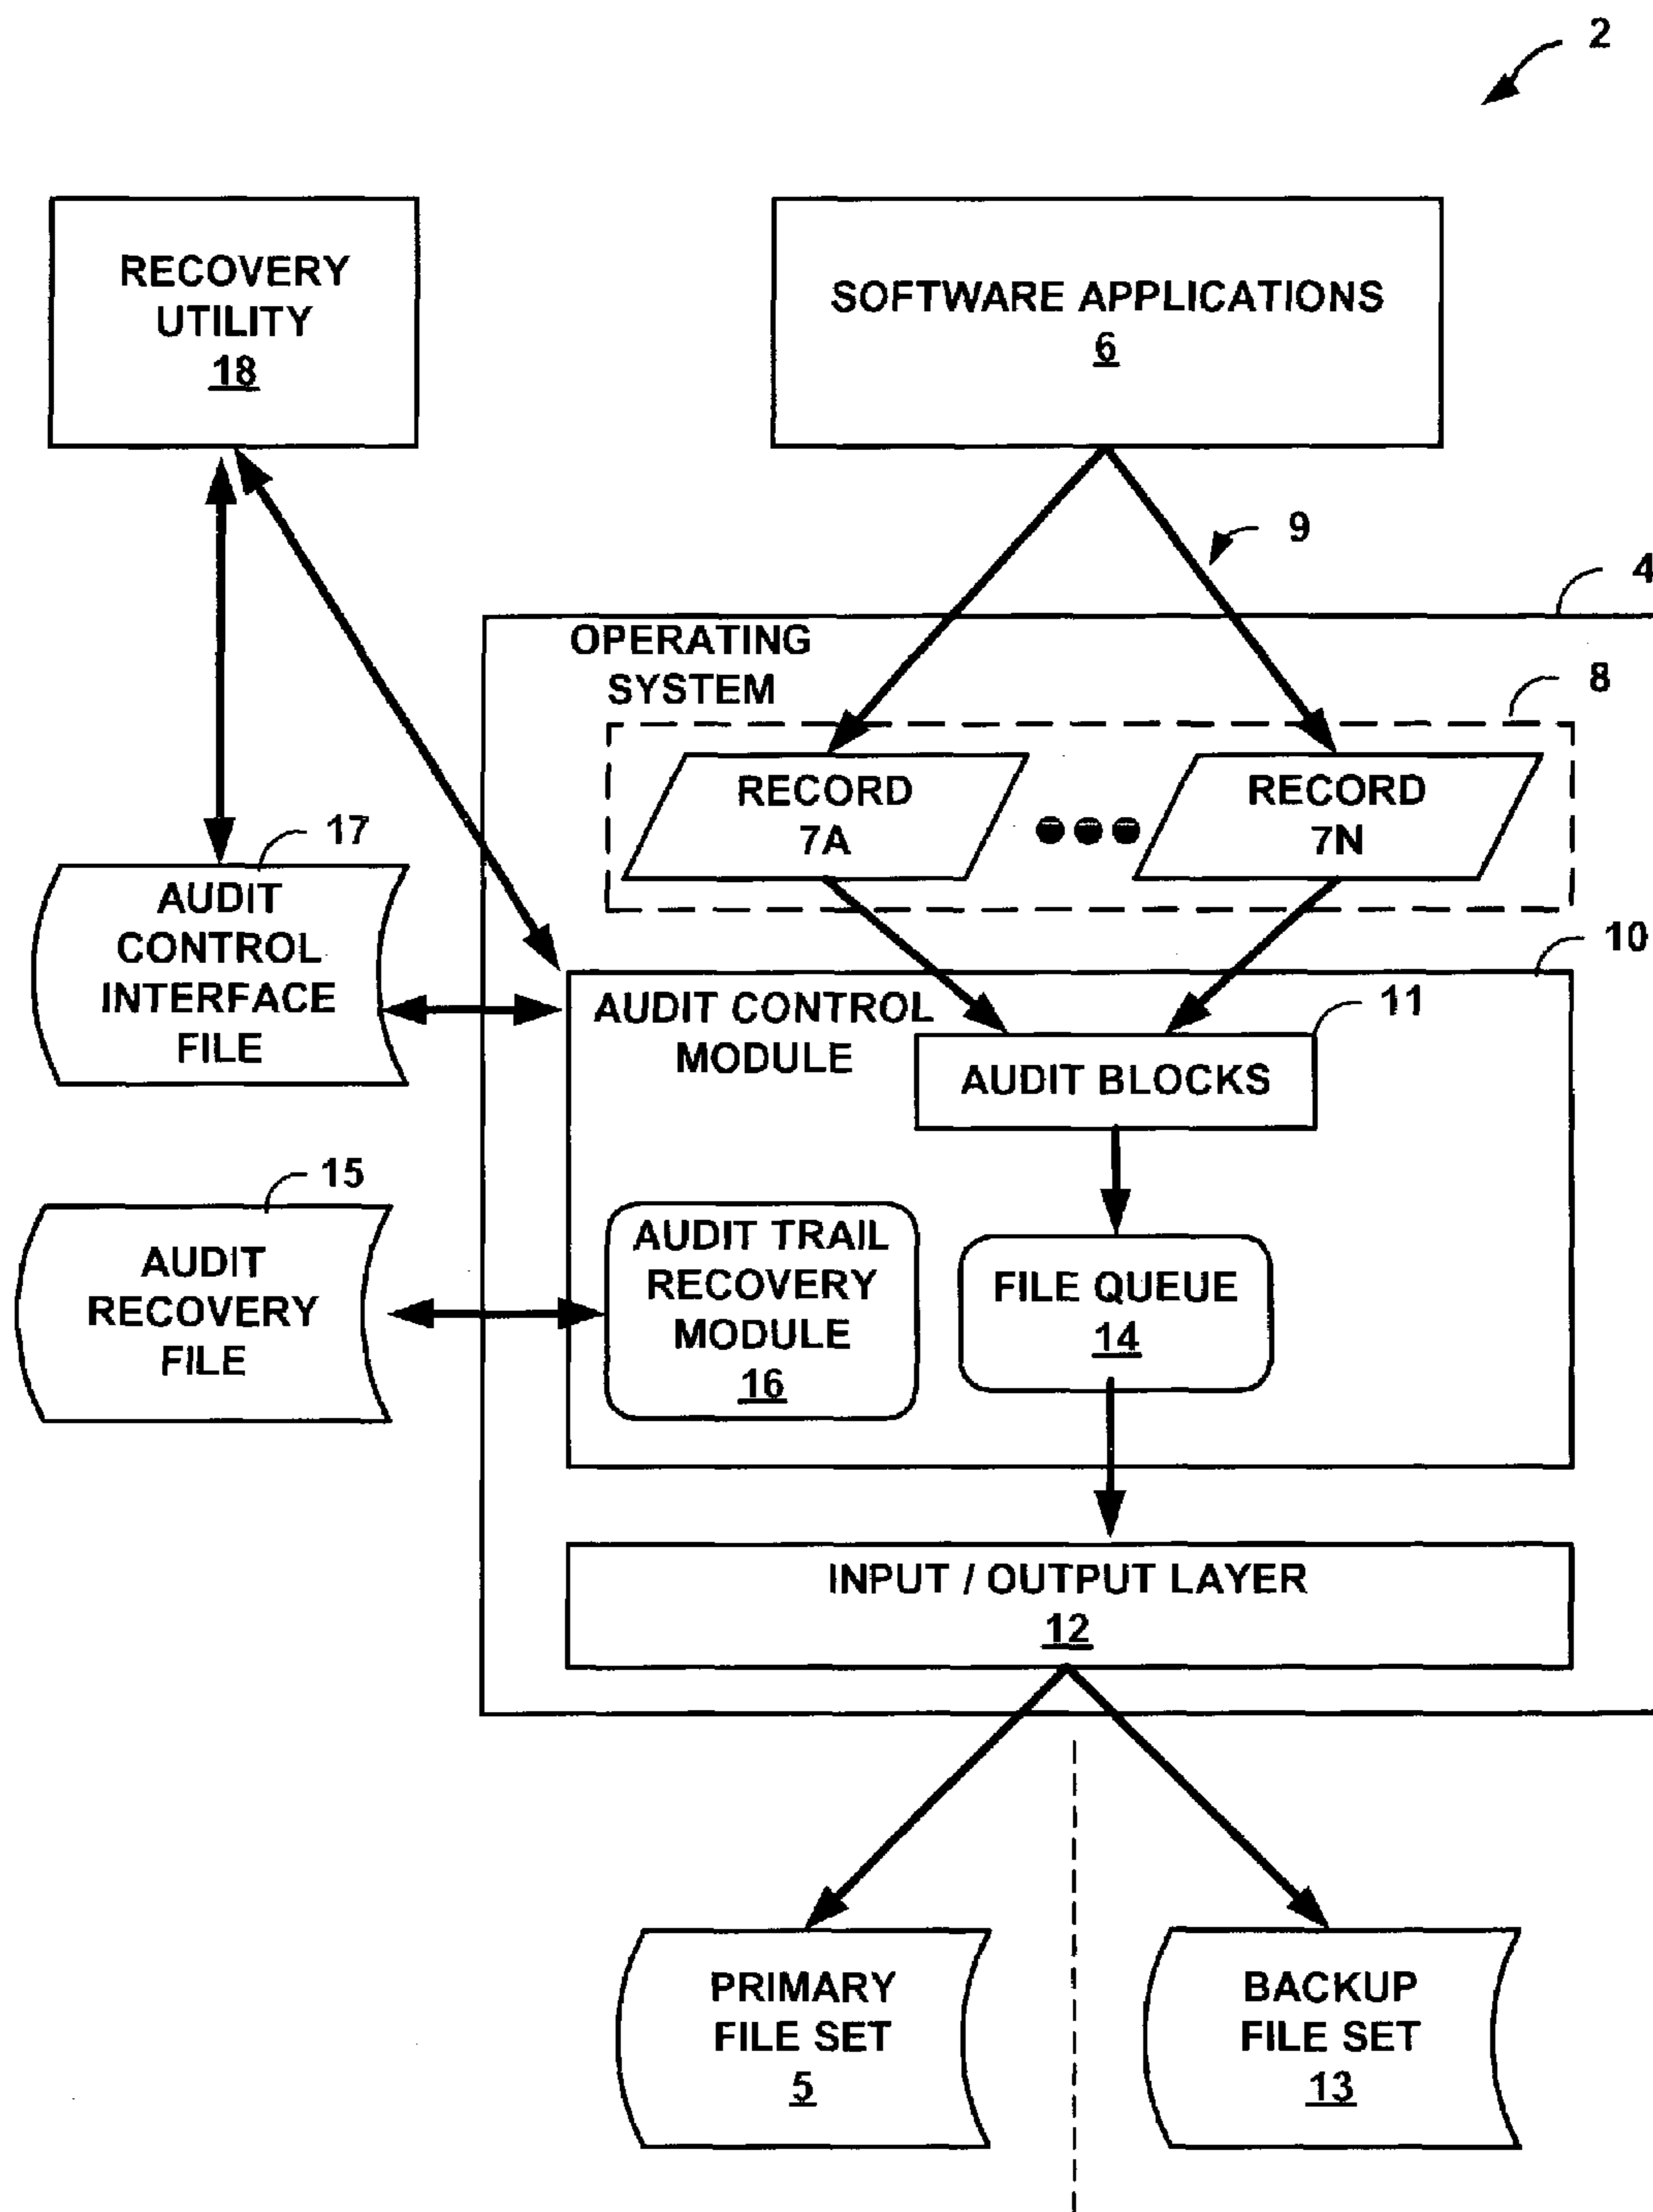 2
RECOVERY
UTILITY
18
SOFTWARE APPLICATIONS
6
9
4
OPERATING
SYSTEM
8
RECORD
7A
RECORD
7N
17
AUDIT
CONTROL
INTERFACE
FILE
10
AUDIT CONTROL
MODULE
11
AUDIT BLOCKS
15
AUDIT
RECOVERY
FILE
AUDIT TRAIL
RECOVERY
MODULE
16
FILE QUEUE
14
INPUT / OUTPUT LAYER
12
PRIMARY
FILE SET
5
BACKUP
FILE SET
13